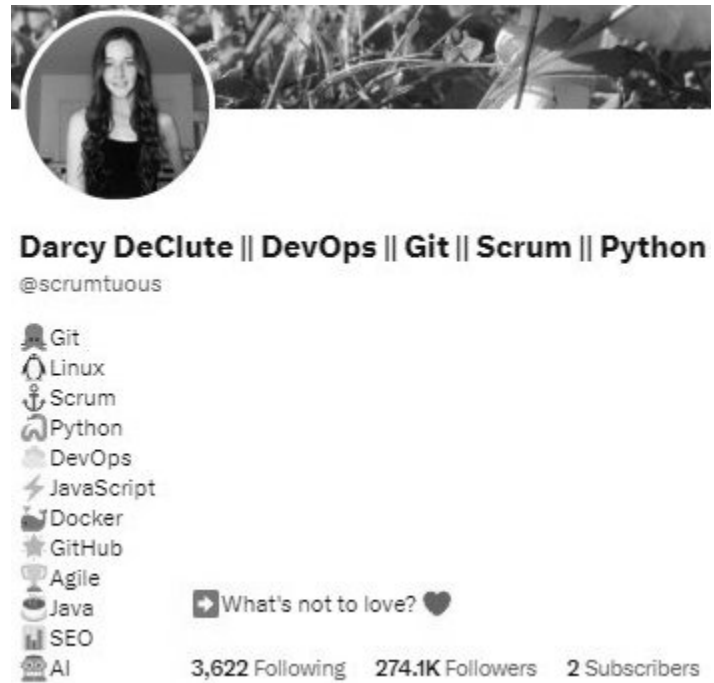 Darcy DeClute || DevOps || Git || Scrum || Python
@scrumtuous
Git
Linux
Scrum
Python
DevOps
JavaScript
Docker
GitHub
Agile
Java
SEO
AI
What's not to love?
3,622 Following 274.1K Followers 2 Subscribers